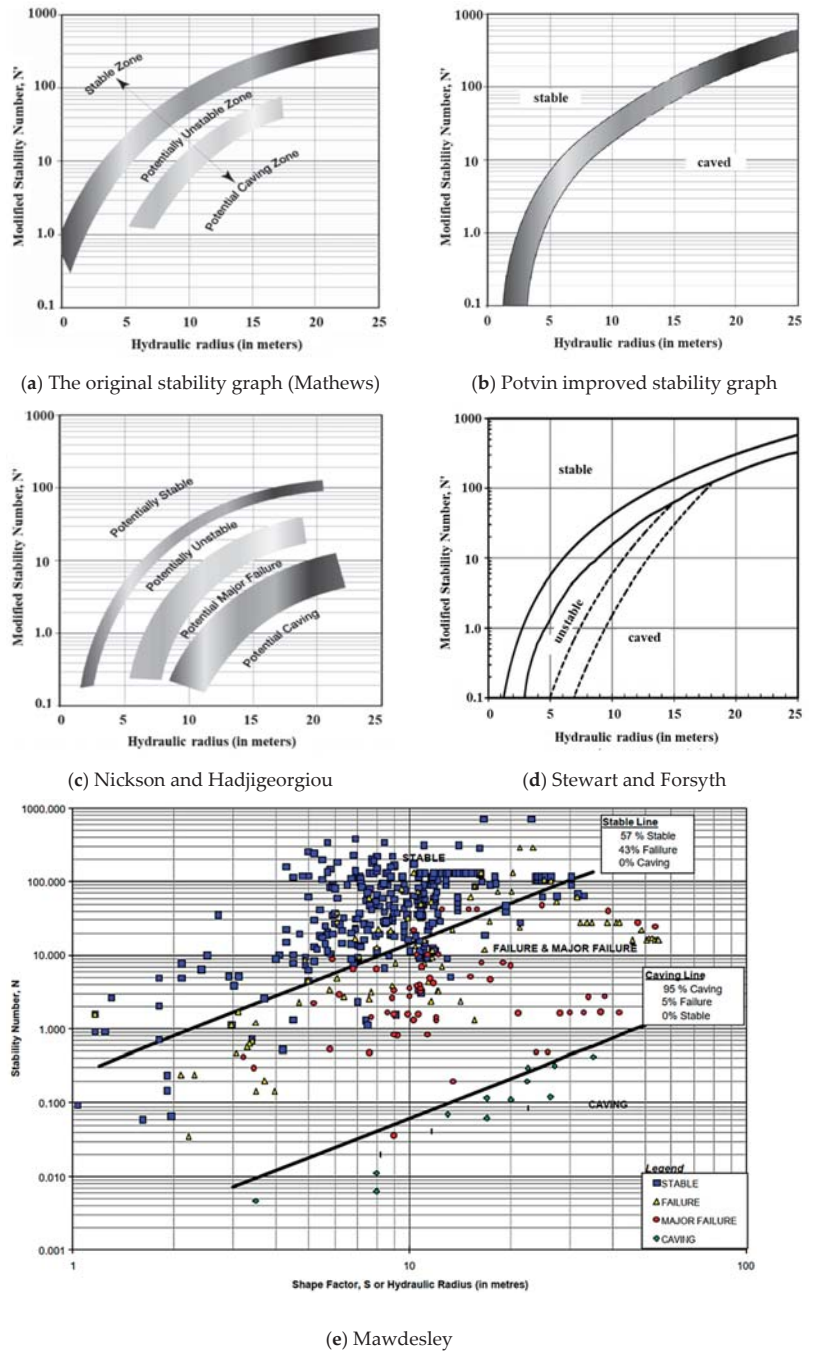 1000
100
10
1.0
0.1
Modified Stability Number, N'
Stable Zone
Potentially Unstable Zone
Potential Caving Zone
0 5 10 15 20 25
Hydraulic radius (in meters)
(a) The original stability graph (Mathews)
1000
100
10
1.0
0.1
Modified Stability Number, N'
stable
caved
0 5 10 15 20 25
Hydraulic radius (in meters)
(b) Potvin improved stability graph
1000
100
10
1.0
0.1
Modified Stability Number, N'
Potentially Stable
Potentially Unstable
Potential Major Failure
Potential Caving
0 5 10 15 20 25
Hydraulic radius (in meters)
(c) Nickson and Hadjigeorgiou
1000
100
10
1.0
0.1
Modified Stability Number, N'
stable
unstable
caved
0 5 10 15 20 25
Hydraulic radius (in meters)
(d) Stewart and Forsyth
1000.000
100.000
10.000
1.000
0.100
0.010
0.001
Stability Number, N
STABLE
Stable Line
57 % Stable
43% Failure
0% Caving
FAILURE & MAJOR FAILURE
Caving Line
95 % Caving
5% Failure
0% Stable
CAVING
Legend
STABLE
FAILURE
MAJOR FAILURE
CAVING
1 10 100
Shape Factor, S or Hydraulic Radius (in metres)
(e) Mawdesley